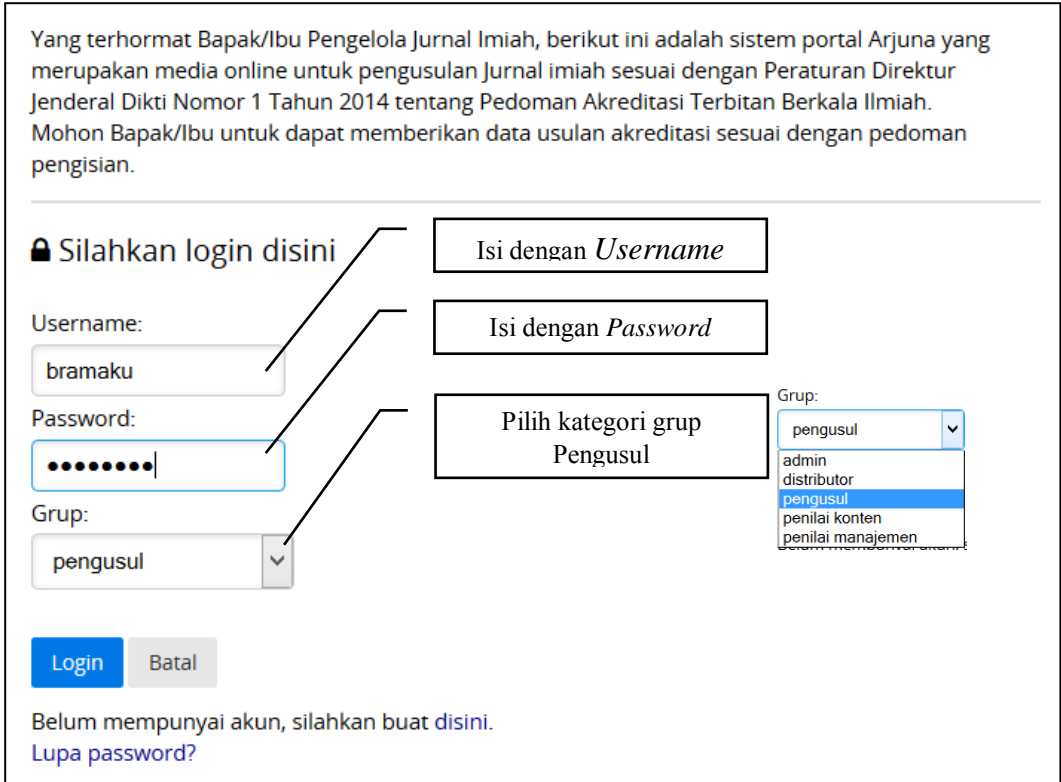 Yang terhormat Bapak/Ibu Pengelola Jurnal Imiah, berikut ini adalah sistem portal Arjuna yang
merupakan media online untuk pengusulan Jurnal imiah sesuai dengan Peraturan Direktur
Jenderal Dikti Nomor 1 Tahun 2014 tentang Pedoman Akreditasi Terbitan Berkala Ilmiah.
Mohon Bapak/Ibu untuk dapat memberikan data usulan akreditasi sesuai dengan pedoman
pengisian.
Silahkan login disini
Isi dengan Username
Username:
bramaku
Isi dengan Password
Password:
Pilih kategori grup
Pengusul
Grup:
pengusul
Grup:
pengusul
admin
distributor
pengusul
penilai konten
penilai manajemen
Login
Batal
Belum mempunyai akun, silahkan buat disini.
Lupa password?